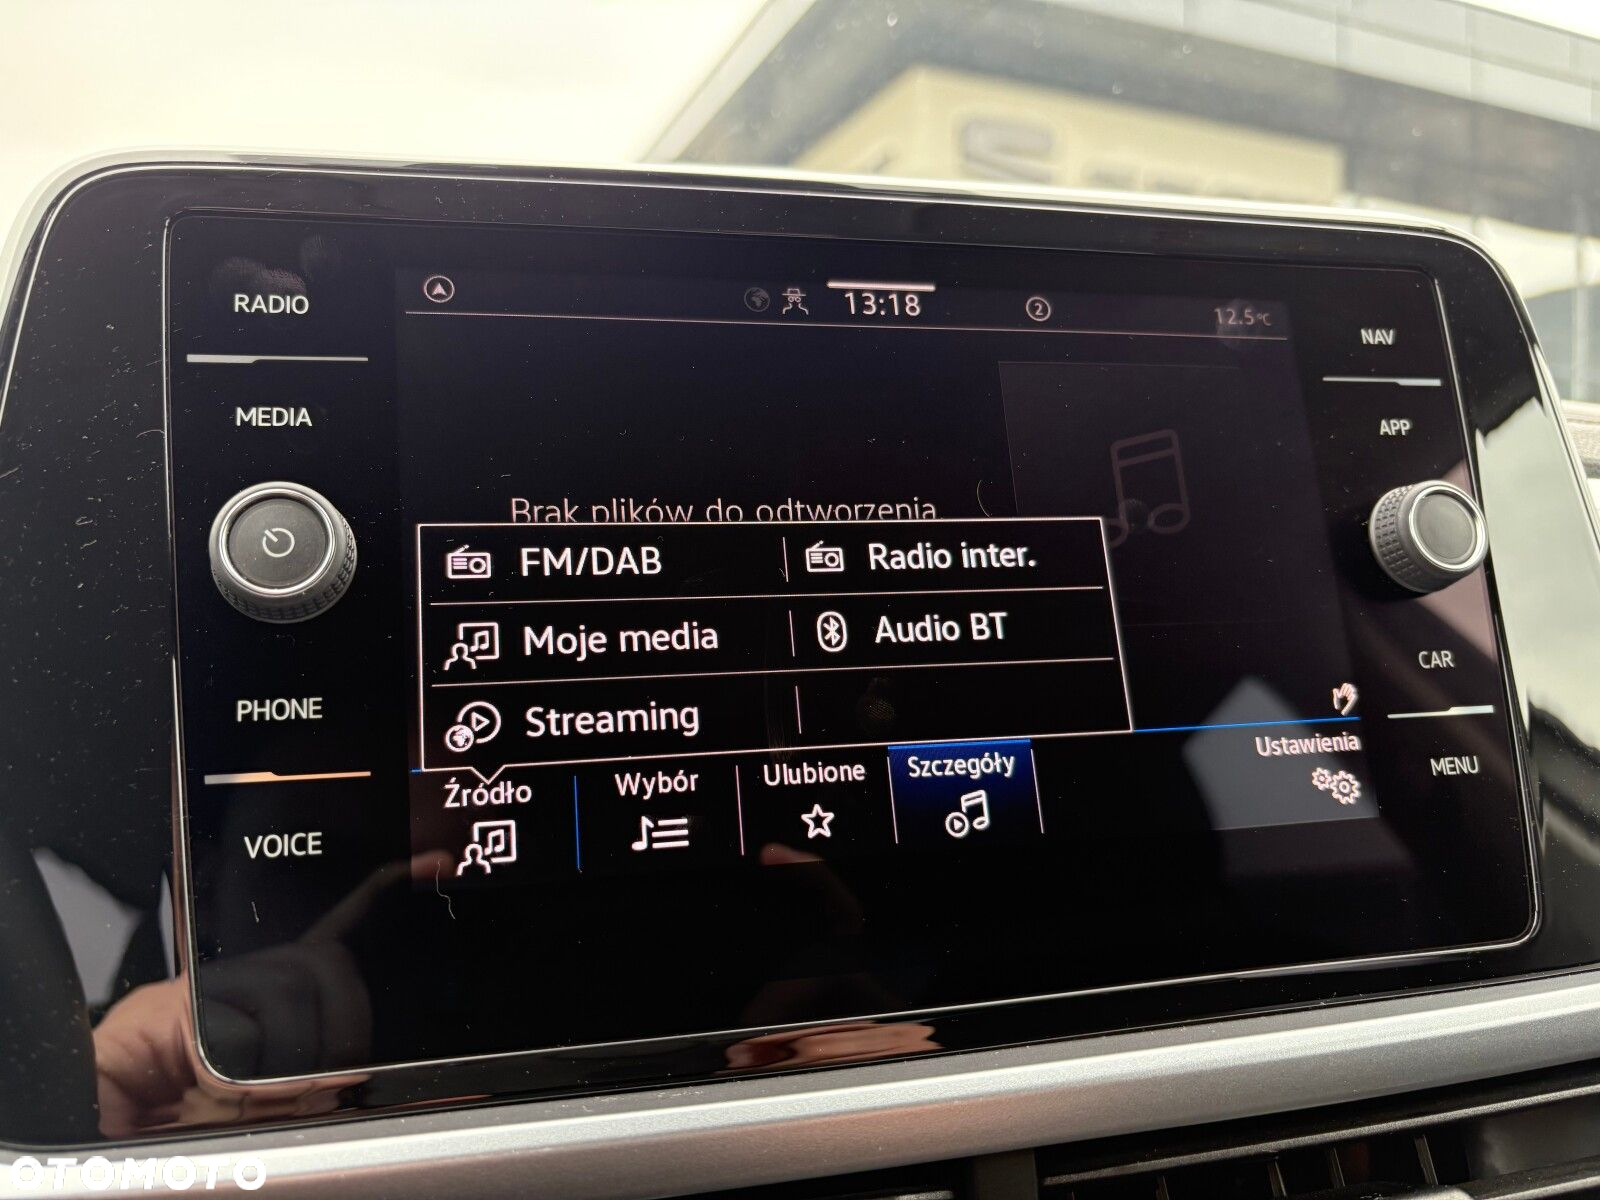 RADIO
MEDIA
PHONE
VOICE
13:18
2
12.5°C
Brak plików do odtworzenia.
FM/DAB
Radio inter.
Moje media
Audio BT
Streaming
Źródło
Wybór
Ulubione
Szczegóły
Ustawienia
NAV
APP
CAR
MENU
OTOMOTO